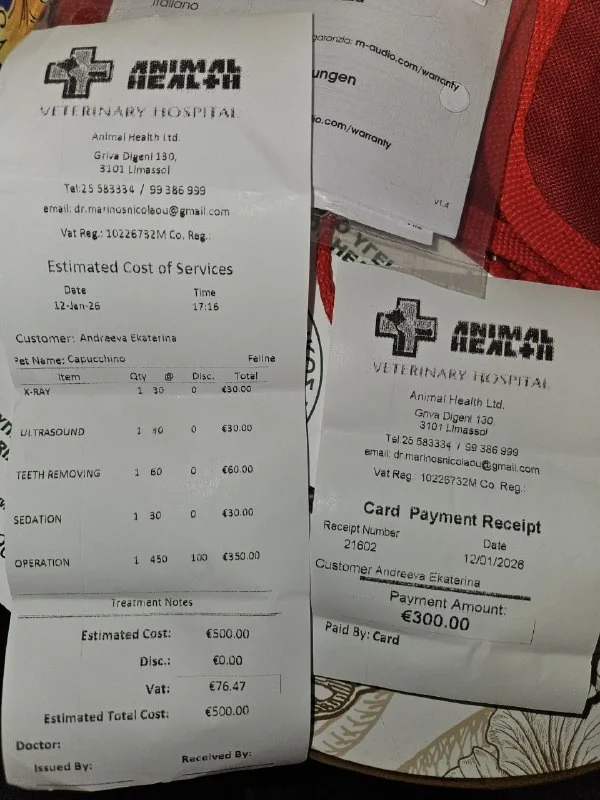 ANIMAL
HEALTH
VETERINARY HOSPITAL
Animal Health Ltd.
Griva Digeni 130,
3101 Limassol
Tel:25 583334 / 99 386 999
email: dr.marinosnicolaou@gmail.com
Vat Reg.: 10226732M Co. Reg.:
Estimated Cost of Services
Date Time
12-Jan-26 17:16
Customer: Andreeva Ekaterina
Pet Name: Capucchino Feline
Item Qty @ Disc. Total
X-RAY 1 30 0 €30.00
ULTRASOUND 1 30 0 €30.00
TEETH REMOVING 1 60 0 €60.00
SEDATION 1 30 0 €30.00
OPERATION 1 450 100 €350.00
Treatment Notes
Estimated Cost: €500.00
Disc.: €0.00
Vat: €76.47
Estimated Total Cost: €500.00
Doctor:
Issued By: Received By:
italiano
garanzia: m-audio.com/warranty
ungen
io.com/warranty
v1.4
ANIMAL
HEALTH
VETERINARY HOSPITAL
Animal Health Ltd.
Griva Digeni 130
3101 Limassol
Tel:25 583334 / 99 386 999
email: dr.marinosnicolaou@gmail.com
Vat Reg.: 10226732M Co. Reg.:
Card Payment Receipt
Receipt Number Date
21602 12/01/2026
Customer Andreeva Ekaterina
Payment Amount:
€300.00
Paid By: Card